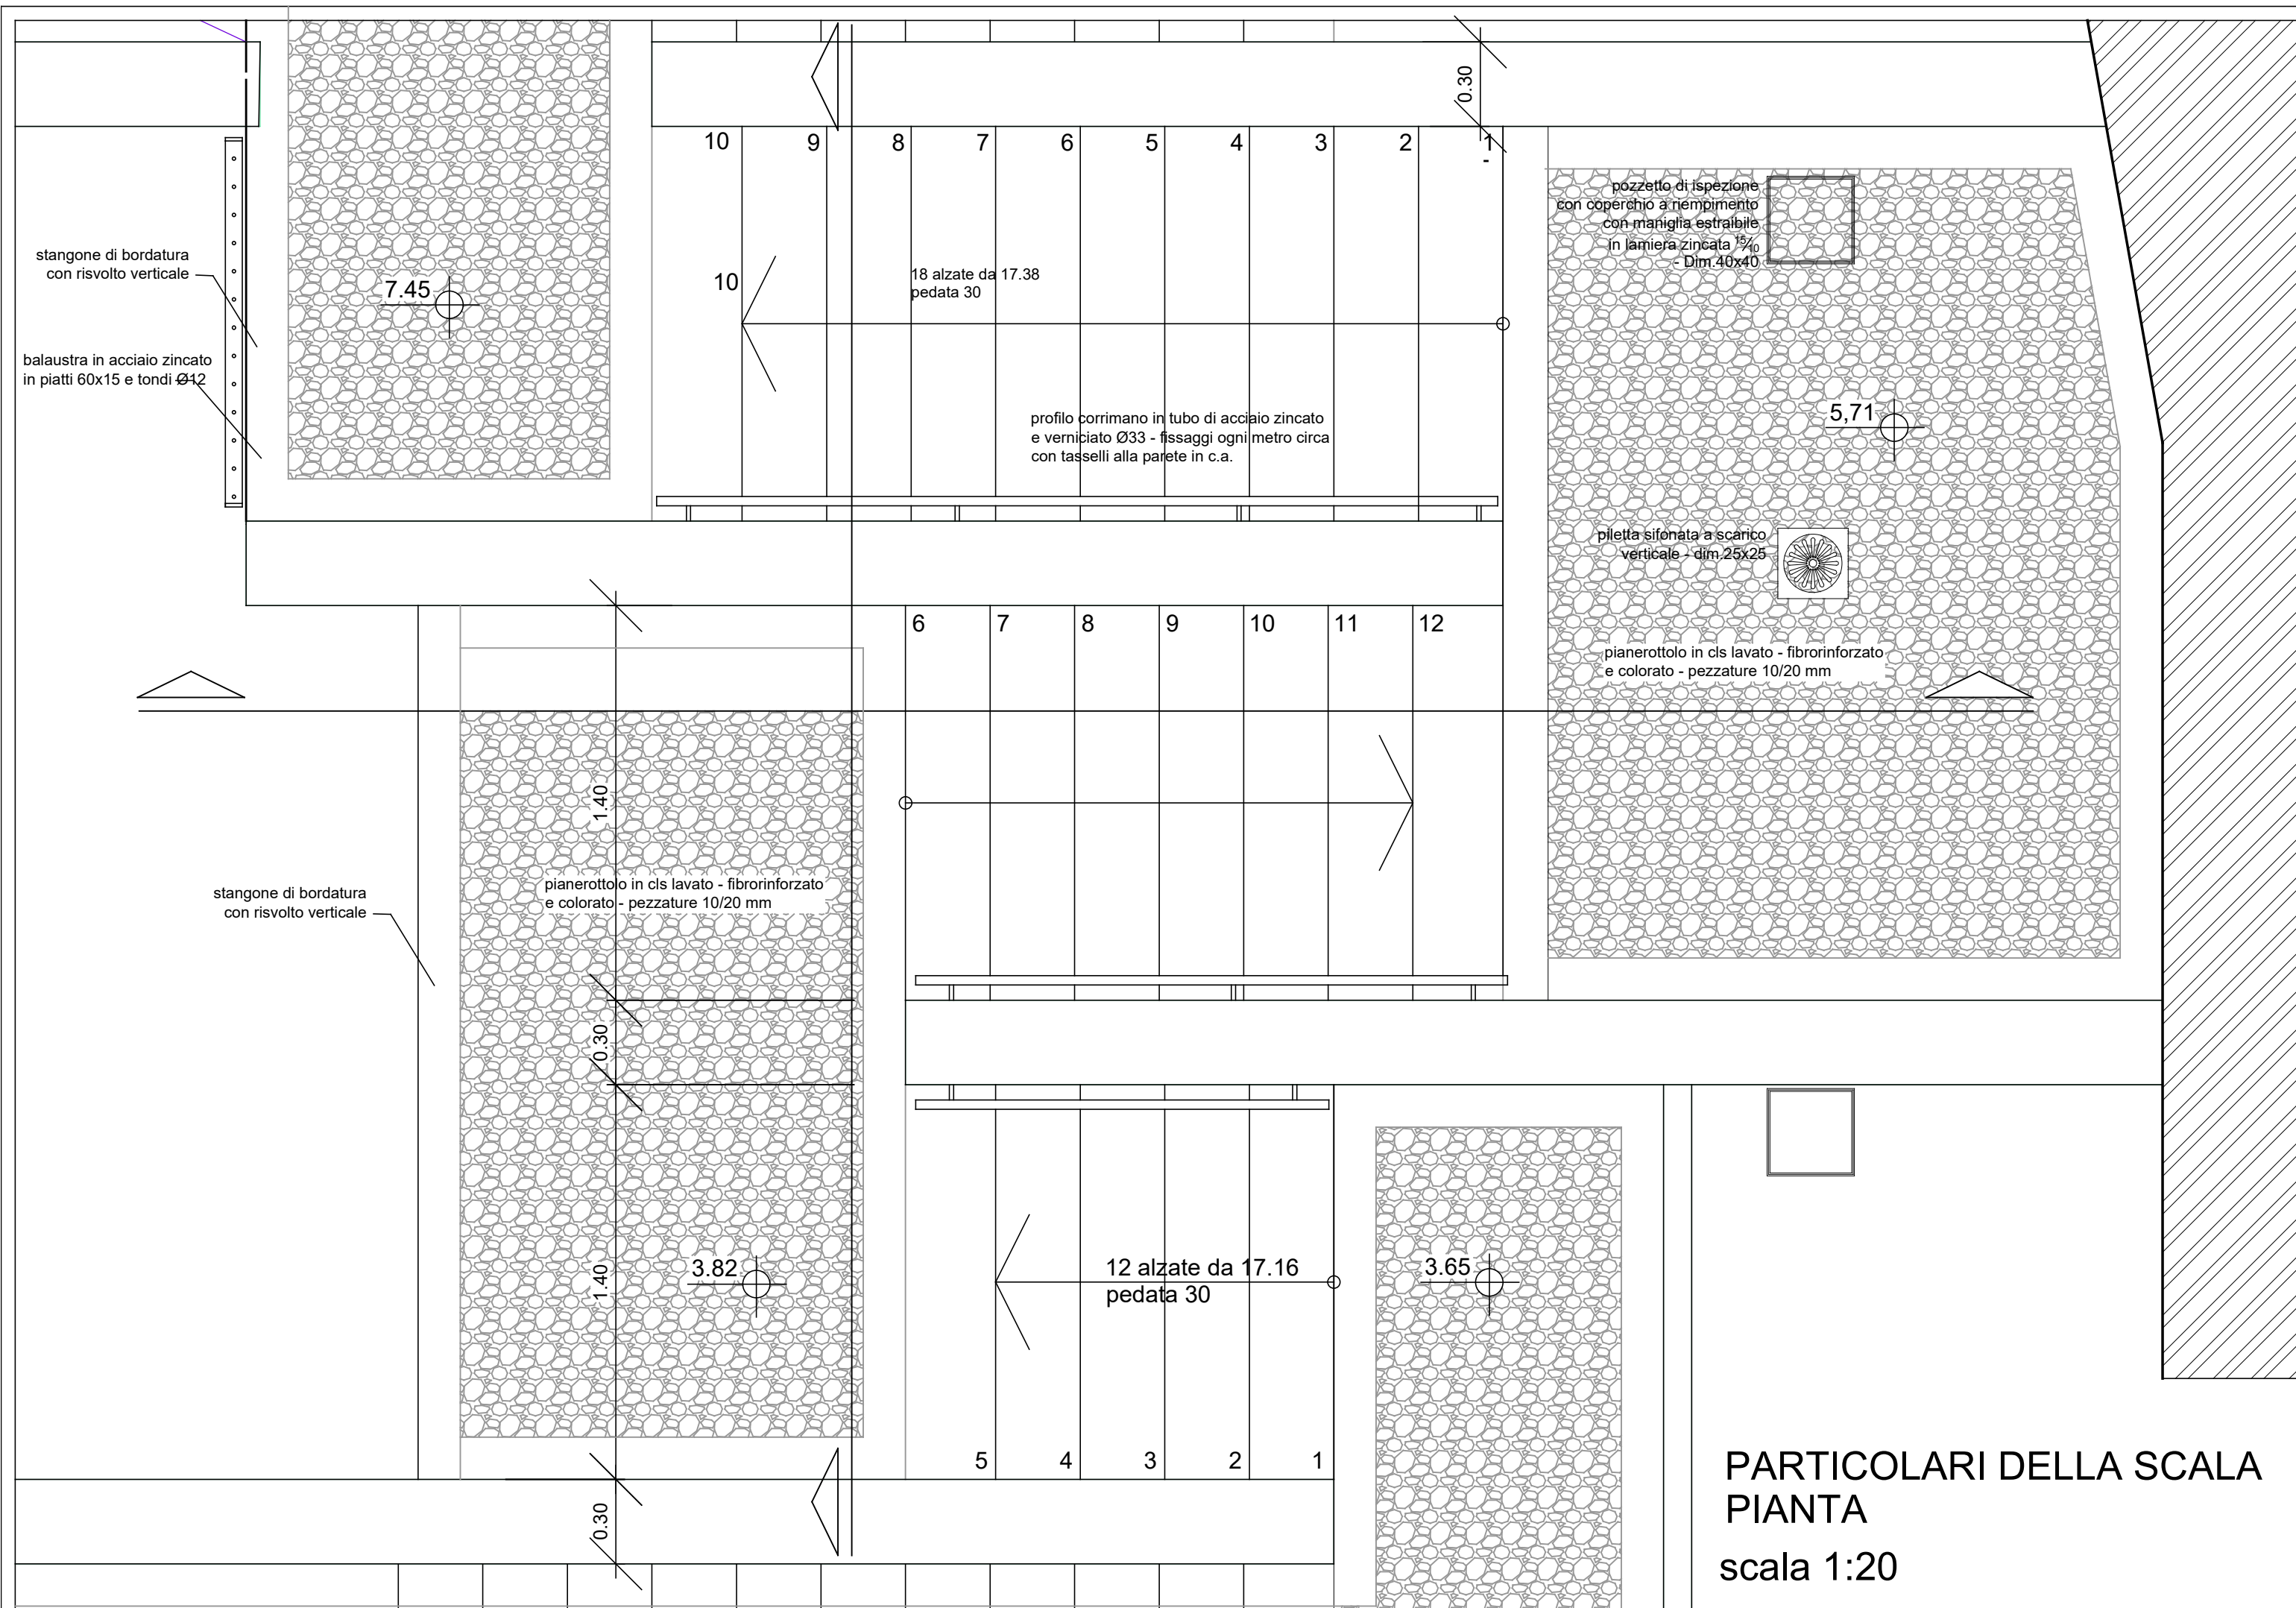 0.30
10 9 8 7 6 5 4 3 2 1
-
pozzetto di ispezione
con coperchio a riempimento
con maniglia estraibile
in lamiera zincata 15/10
- Dim.40x40
stangone di bordatura
con risvolto verticale
7.45
10
18 alzate da 17.38
pedata 30
balaustra in acciaio zincato
in piatti 60x15 e tondi Ø12
profilo corrimano in tubo di acciaio zincato
e verniciato Ø33 - fissaggi ogni metro circa
con tasselli alla parete in c.a.
5,71
piletta sifonata a scarico
verticale - dim.25x25
6 7 8 9 10 11 12
pianerottolo in cls lavato - fibrorinforzato
e colorato - pezzature 10/20 mm
1.40
pianerottolo in cls lavato - fibrorinforzato
e colorato - pezzature 10/20 mm
stangone di bordatura
con risvolto verticale
0.30
1.40
3.82
12 alzate da 17.16
pedata 30
3.65
5 4 3 2 1
0.30
PARTICOLARI DELLA SCALA
PIANTA
scala 1:20